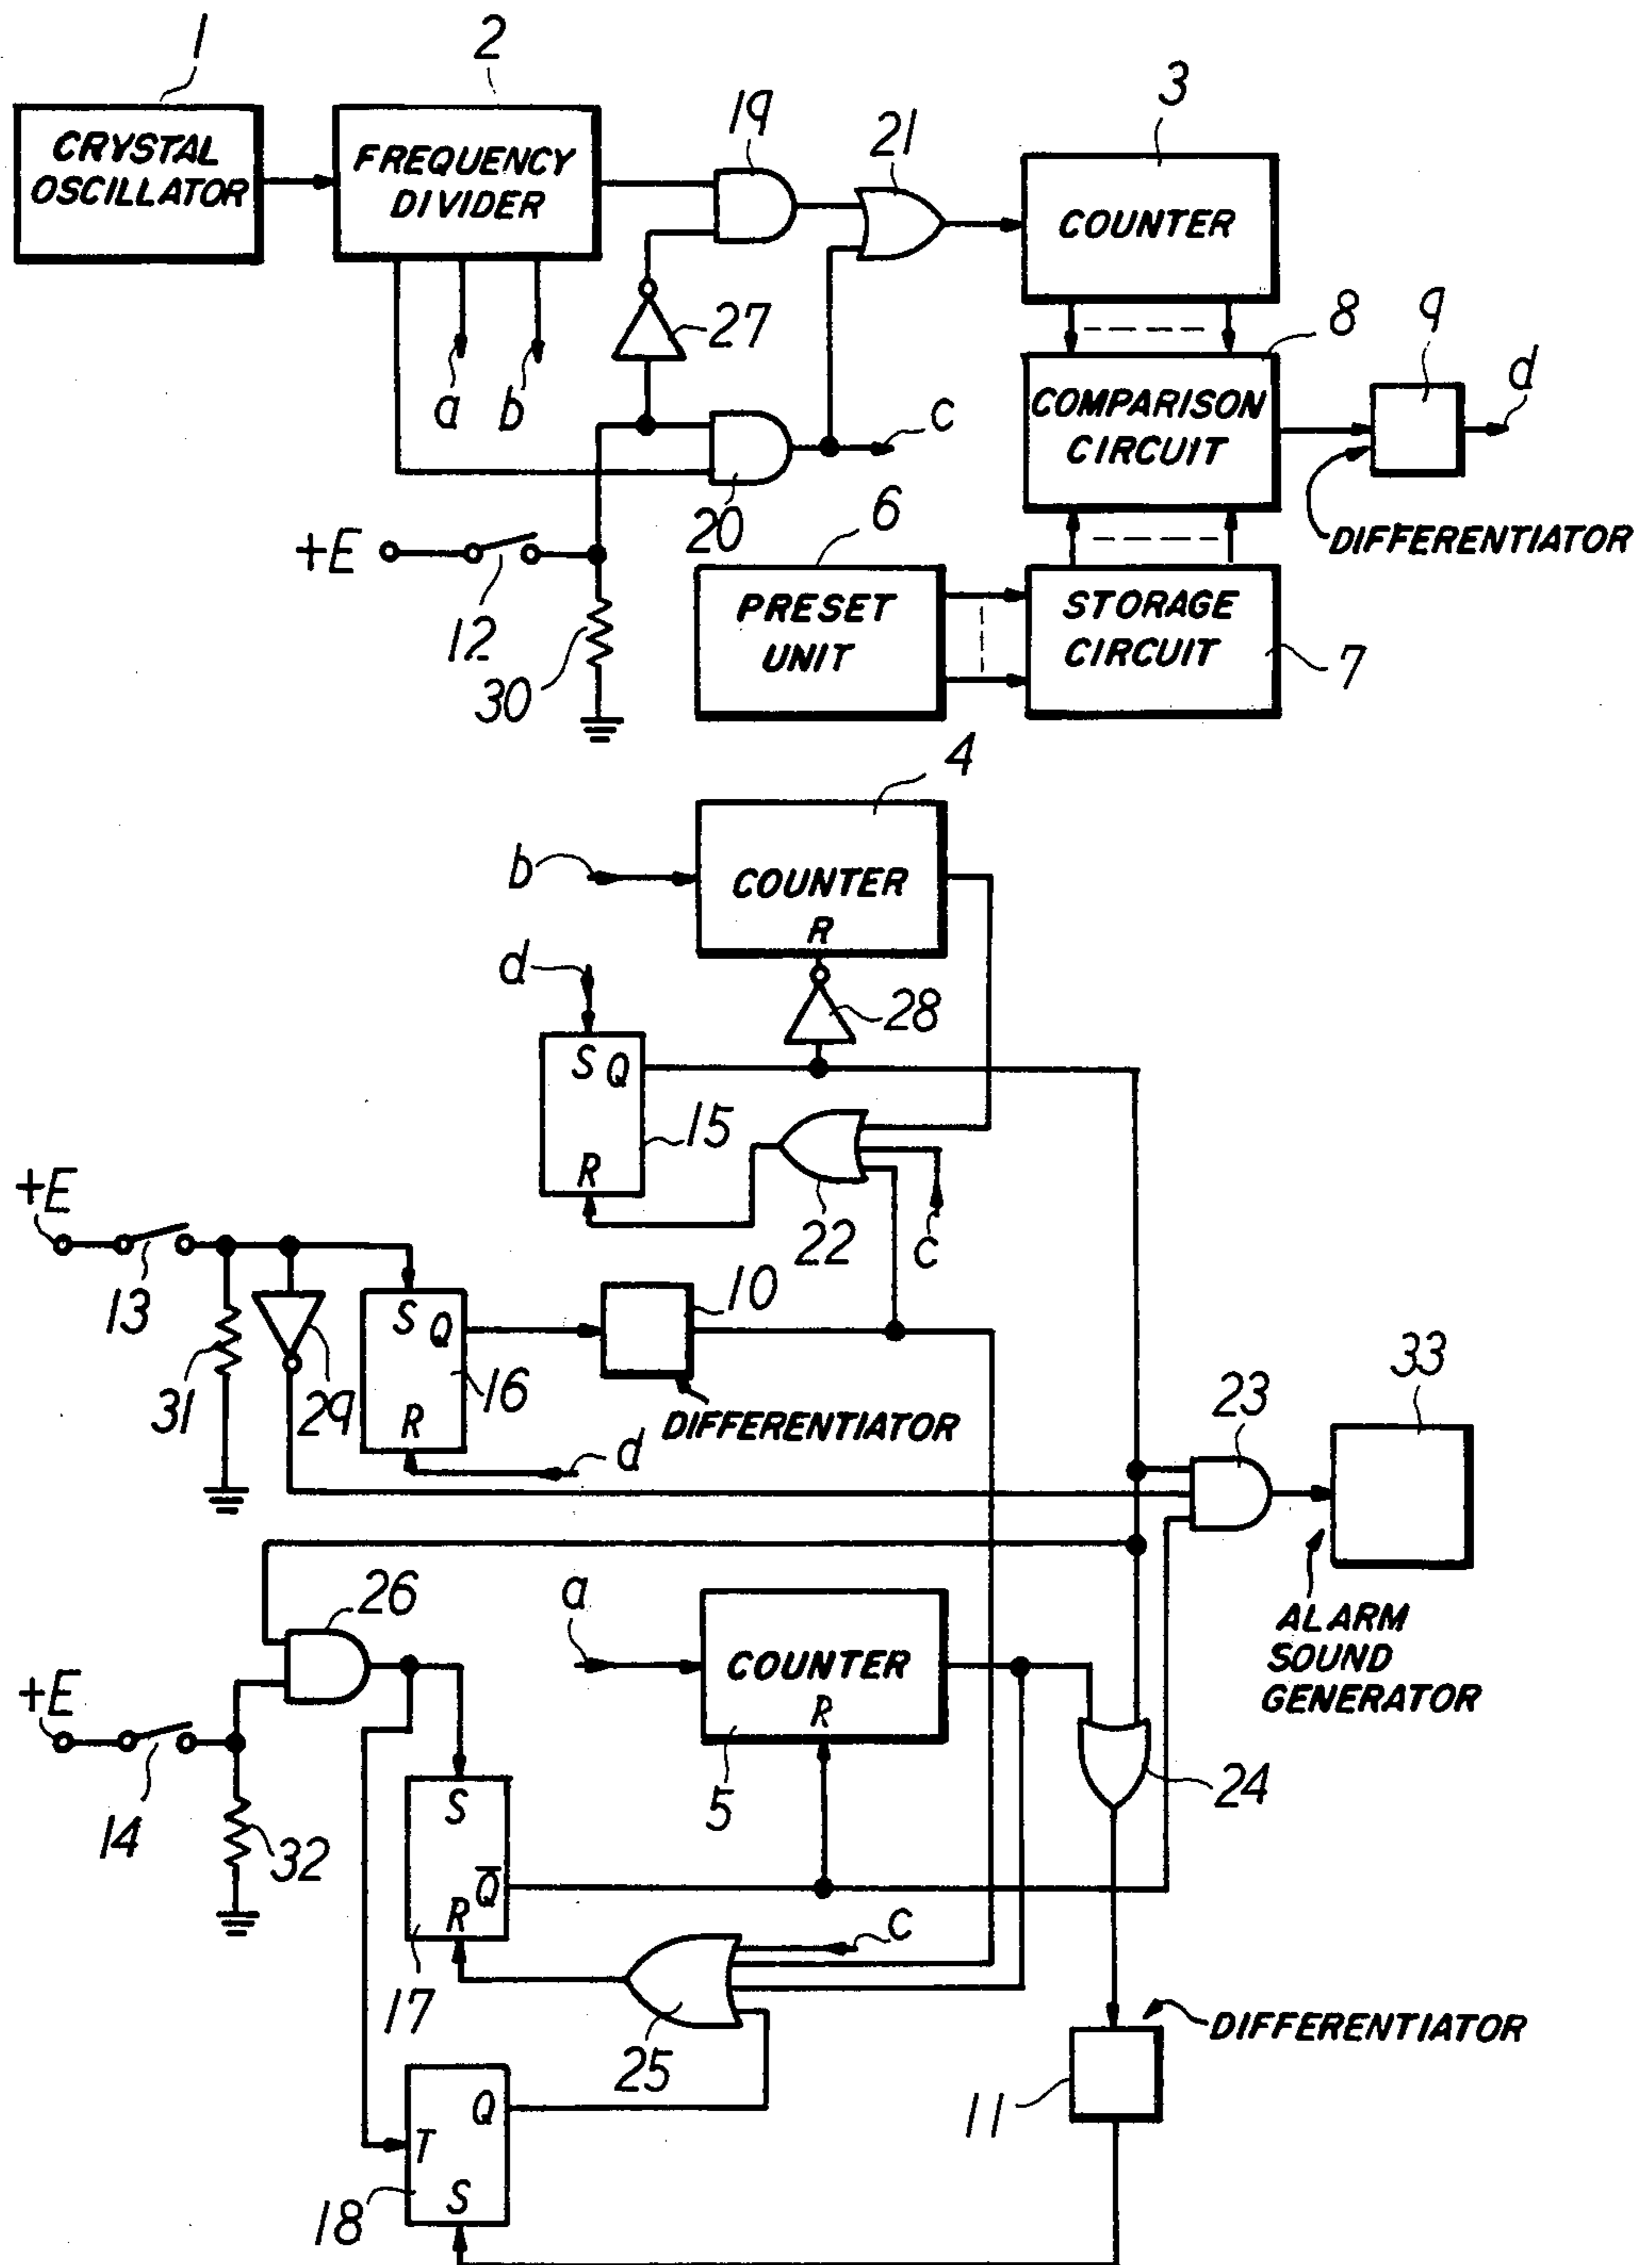 1
2
3
CRYSTAL
OSCILLATOR
FREQUENCY
DIVIDER
19
21
COUNTER
27
a
b
c
8
9
d
COMPARISON
CIRCUIT
20
+E
12
30
6
DIFFERENTIATOR
PRESET
UNIT
STORAGE
CIRCUIT
7
4
b
COUNTER
R
d
28
S Q
15
R
22
c
+E
13
31
29
S Q
16
R
10
DIFFERENTIATOR
d
23
33
26
a
COUNTER
R
5
ALARM
SOUND
GENERATOR
+E
14
32
24
S
Q̅
R
17
c
25
DIFFERENTIATOR
11
Q
T
S
18